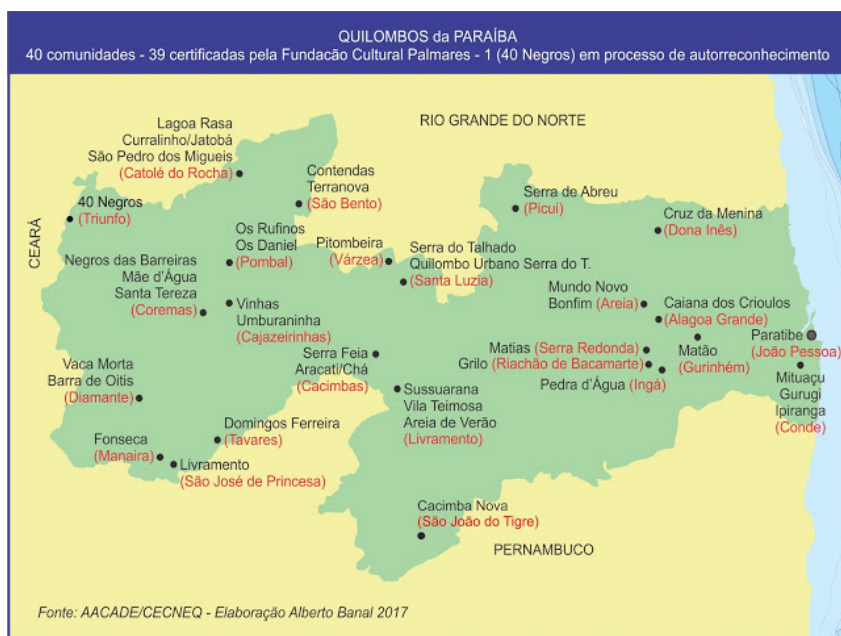 QUILOMBOS da PARAÍBA
40 comunidades - 39 certificadas pela Fundacão Cultural Palmares - 1 (40 Negros) em processo de autorreconhecimento
RIO GRANDE DO NORTE
Lagoa Rasa
Curralinho/Jatobá
São Pedro dos Migueis
(Catolé do Rocha)
Contendas
Terranova
(São Bento)
Serra de Abreu
(Picui)
40 Negros
(Triunfo)
CEARÁ
Os Rufinos
Os Daniel
(Pombal)
Pitombeira
(Várzea)
Serra do Talhado
Quilombo Urbano Serra do T.
(Santa Luzia)
Cruz da Menina
(Dona Inês)
Negros das Barreiras
Mãe d'Água
Santa Tereza
(Coremas)
Vinhas
Umburaninha
(Cajazeirinhas)
Mundo Novo
Bonfim (Areia)
Caiana dos Crioulos
(Alagoa Grande)
Paratibe
(João Pessoa)
Vaca Morta
Barra de Oitis
(Diamante)
Serra Feia
Aracati/Chá
(Cacimbas)
Matias (Serra Redonda)
Grilo (Riachão de Bacamarte)
Pedra d'Água (Ingá)
Matão
(Gurinhém)
Mituaçu
Gurugi
Ipiranga
(Conde)
Sussuarana
Vila Teimosa
Areia de Verão
(Livramento)
Fonseca
(Manaira)
Domingos Ferreira
(Tavares)
Livramento
(São José de Princesa)
Cacimba Nova
(São João do Tigre)
PERNAMBUCO
Fonte: AACADE/CECNEQ - Elaboração Alberto Banal 2017